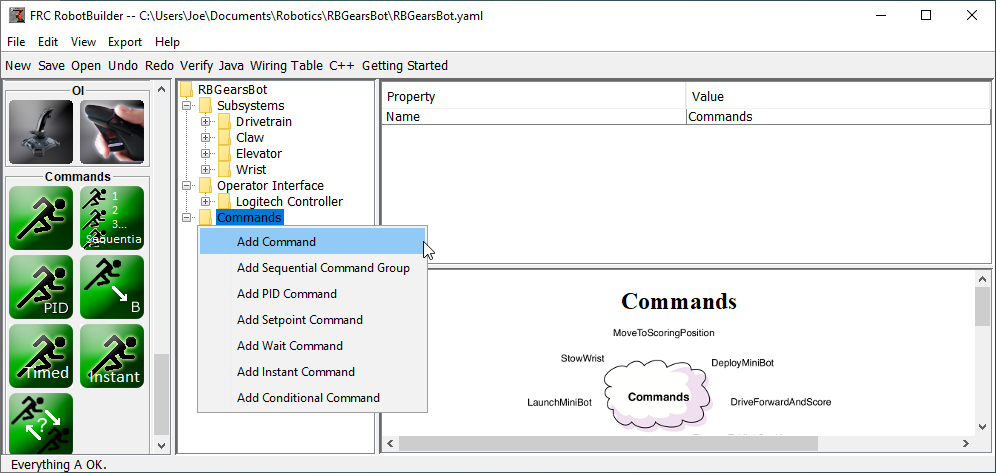 FRC RobotBuilder -- C:\Users\Joe\Documents\Robotics\RBGearsBot\RBGearsBot.yaml
File Edit View Export Help
New Save Open Undo Redo Verify Java Wiring Table C++ Getting Started
OI
Commands
1
2
3...
Sequentia
PID
B
Timed
Instant
?
RBGearsBot
Subsystems
Drivetrain
Claw
Elevator
Wrist
Operator Interface
Logitech Controller
Commands
Add Command
Add Sequential Command Group
Add PID Command
Add Setpoint Command
Add Wait Command
Add Instant Command
Add Conditional Command
Property Value
Name Commands
Commands
MoveToScoringPosition
StowWrist
DeployMiniBot
Commands
LaunchMiniBot
DriveForwardAndScore
Everything A OK.